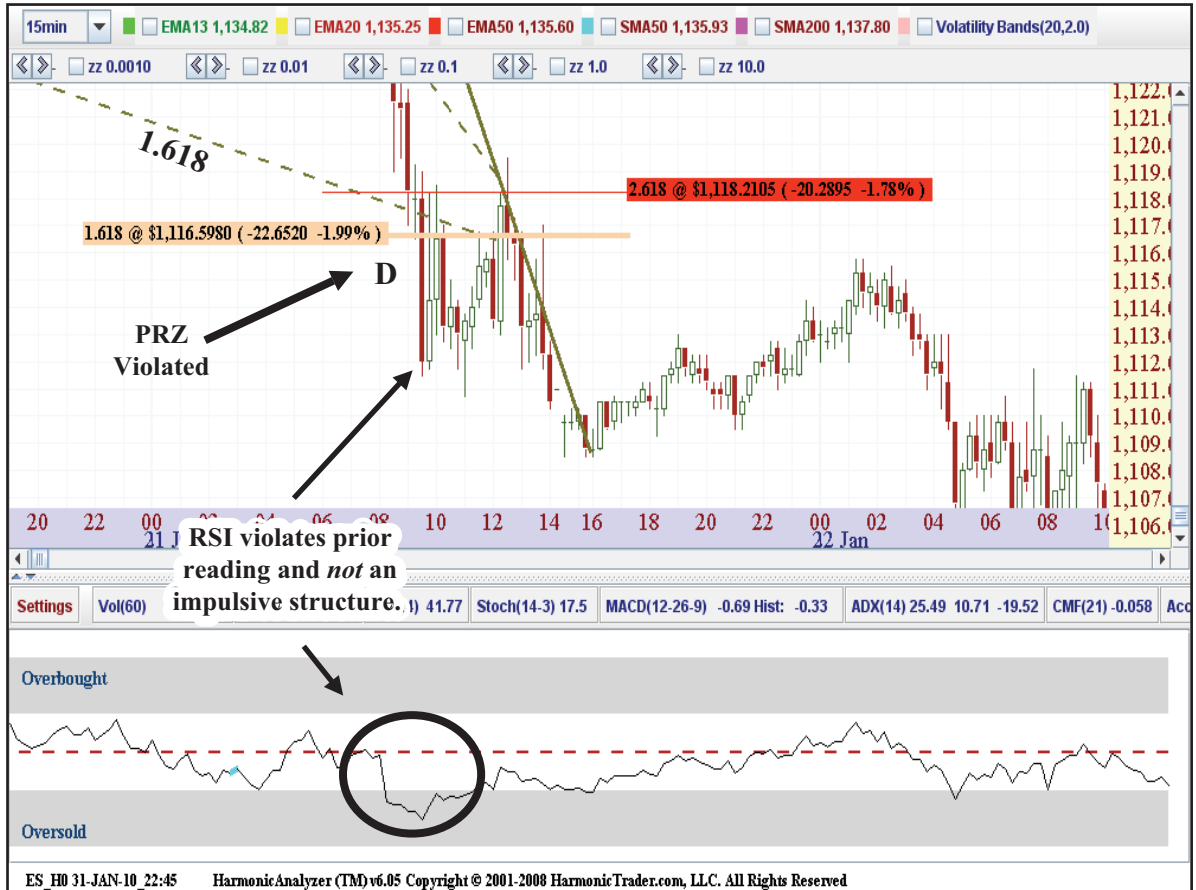 15min EMA13 1,134.82 EMA20 1,135.25 EMA50 1,135.60 SMA50 1,135.93 SMA200 1,137.80 Volatility Bands(20,2.0)
zz 0.0010 zz 0.01 zz 0.1 zz 1.0 zz 10.0
1,122.
1,121.
1,120.
1.618
1,119.
2.618 @ $1,118.2105 ( -20.2895 -1.78% )
1,118.
1.618 @ $1,116.5980 ( -22.6520 -1.99% )
1,117.
1,116.
D
1,115.
PRZ
Violated
1,114.
1,113.
1,112.
1,111.
1,110.
1,109.
1,108.
1,107.
1,106.
20 22 00 06 08 10 12 14 16 18 20 22 00 02 04 06 08
21 J 22 Jan
RSI violates prior
reading and not an
impulsive structure.
Settings Vol(60) 41.77 Stoch(14-3) 17.5 MACD(12-26-9) -0.69 Hist: -0.33 ADX(14) 25.49 10.71 -19.52 CMF(21) -0.058 Acc
Overbought
Oversold
ES_H0 31-JAN-10_22:45 HarmonicAnalyzer (TM) v6.05 Copyright © 2001-2008 HarmonicTrader.com, LLC. All Rights Reserved